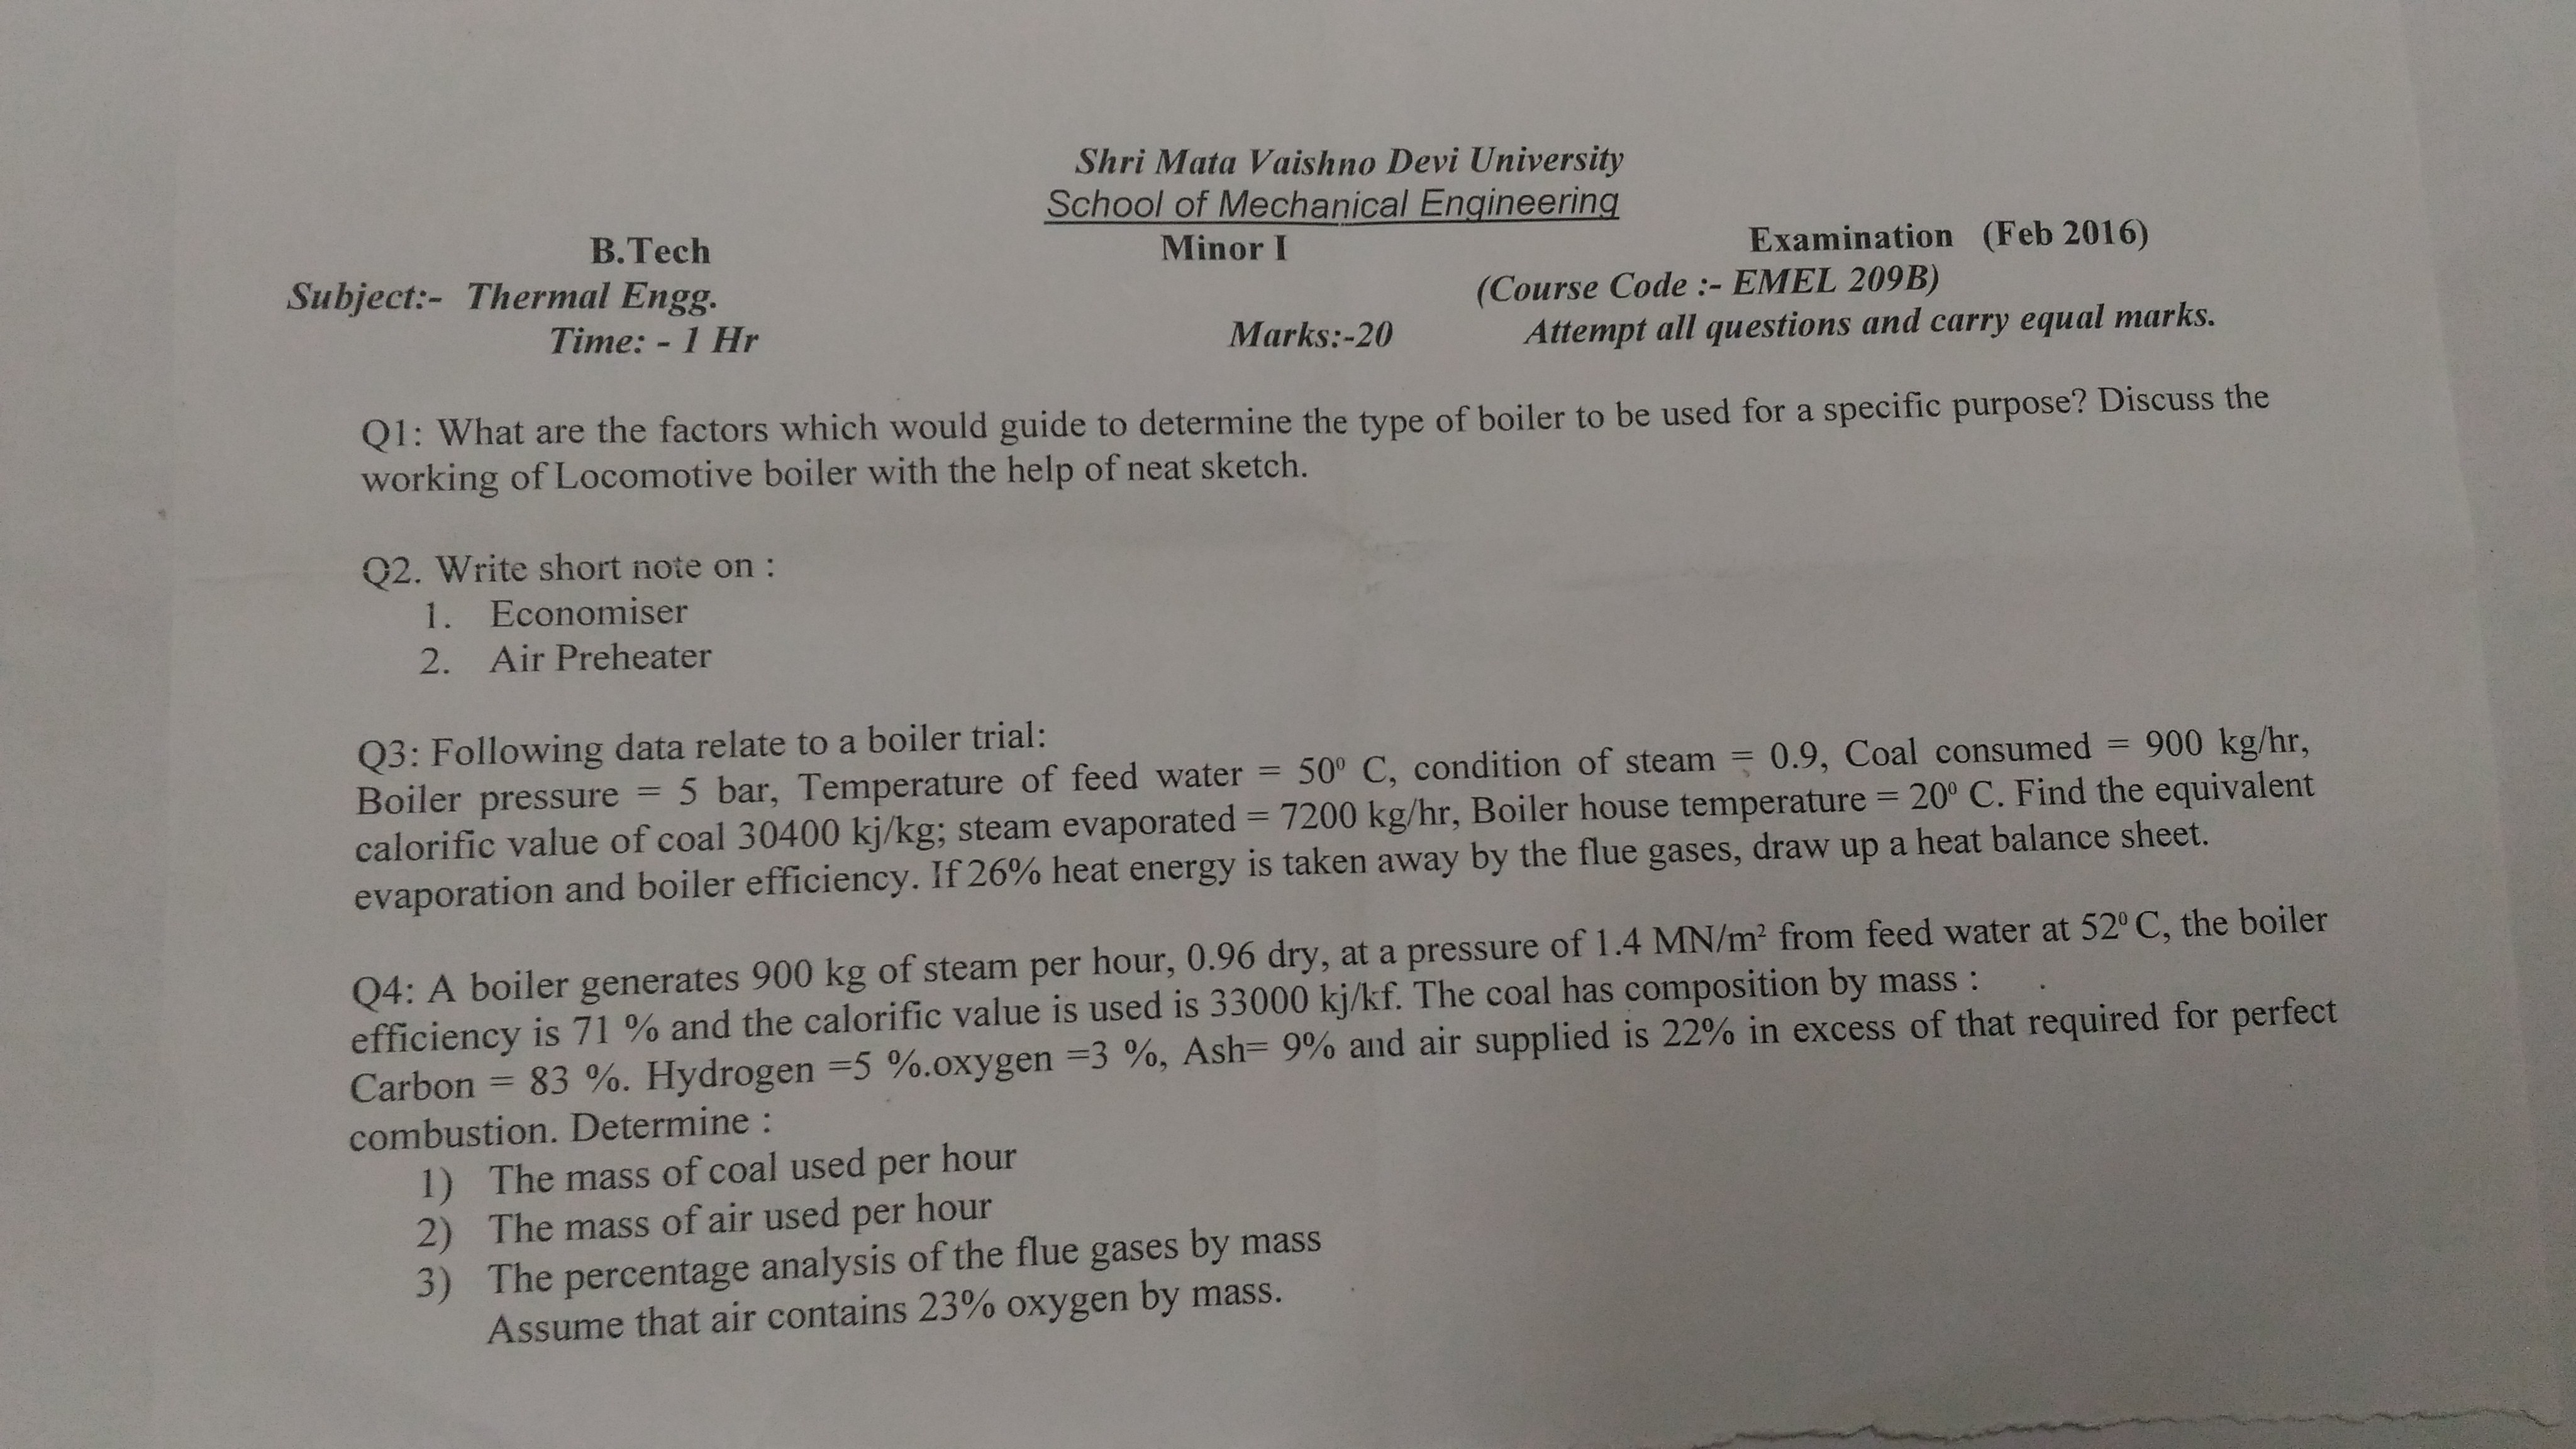 Shri Mata Vaishno Devi University
School of Mechanical Engineering
B.Tech Minor I Examination (Feb 2016)
Subject:- Thermal Engg. (Course Code :- EMEL 209B)
Time: - 1 Hr Marks:-20 Attempt all questions and carry equal marks.
Q1: What are the factors which would guide to determine the type of boiler to be used for a specific purpose? Discuss the
working of Locomotive boiler with the help of neat sketch.
Q2. Write short note on :
1. Economiser
2. Air Preheater
Q3: Following data relate to a boiler trial:
Boiler pressure = 5 bar, Temperature of feed water = 50⁰ C, condition of steam = 0.9, Coal consumed = 900 kg/hr,
calorific value of coal 30400 kj/kg; steam evaporated = 7200 kg/hr, Boiler house temperature = 20⁰ C. Find the equivalent
evaporation and boiler efficiency. If 26% heat energy is taken away by the flue gases, draw up a heat balance sheet.
Q4: A boiler generates 900 kg of steam per hour, 0.96 dry, at a pressure of 1.4 MN/m² from feed water at 52⁰ C, the boiler
efficiency is 71 % and the calorific value is used is 33000 kj/kf. The coal has composition by mass :
Carbon = 83 %. Hydrogen =5 %.oxygen =3 %, Ash= 9% and air supplied is 22% in excess of that required for perfect
combustion. Determine :
1) The mass of coal used per hour
2) The mass of air used per hour
3) The percentage analysis of the flue gases by mass
Assume that air contains 23% oxygen by mass.